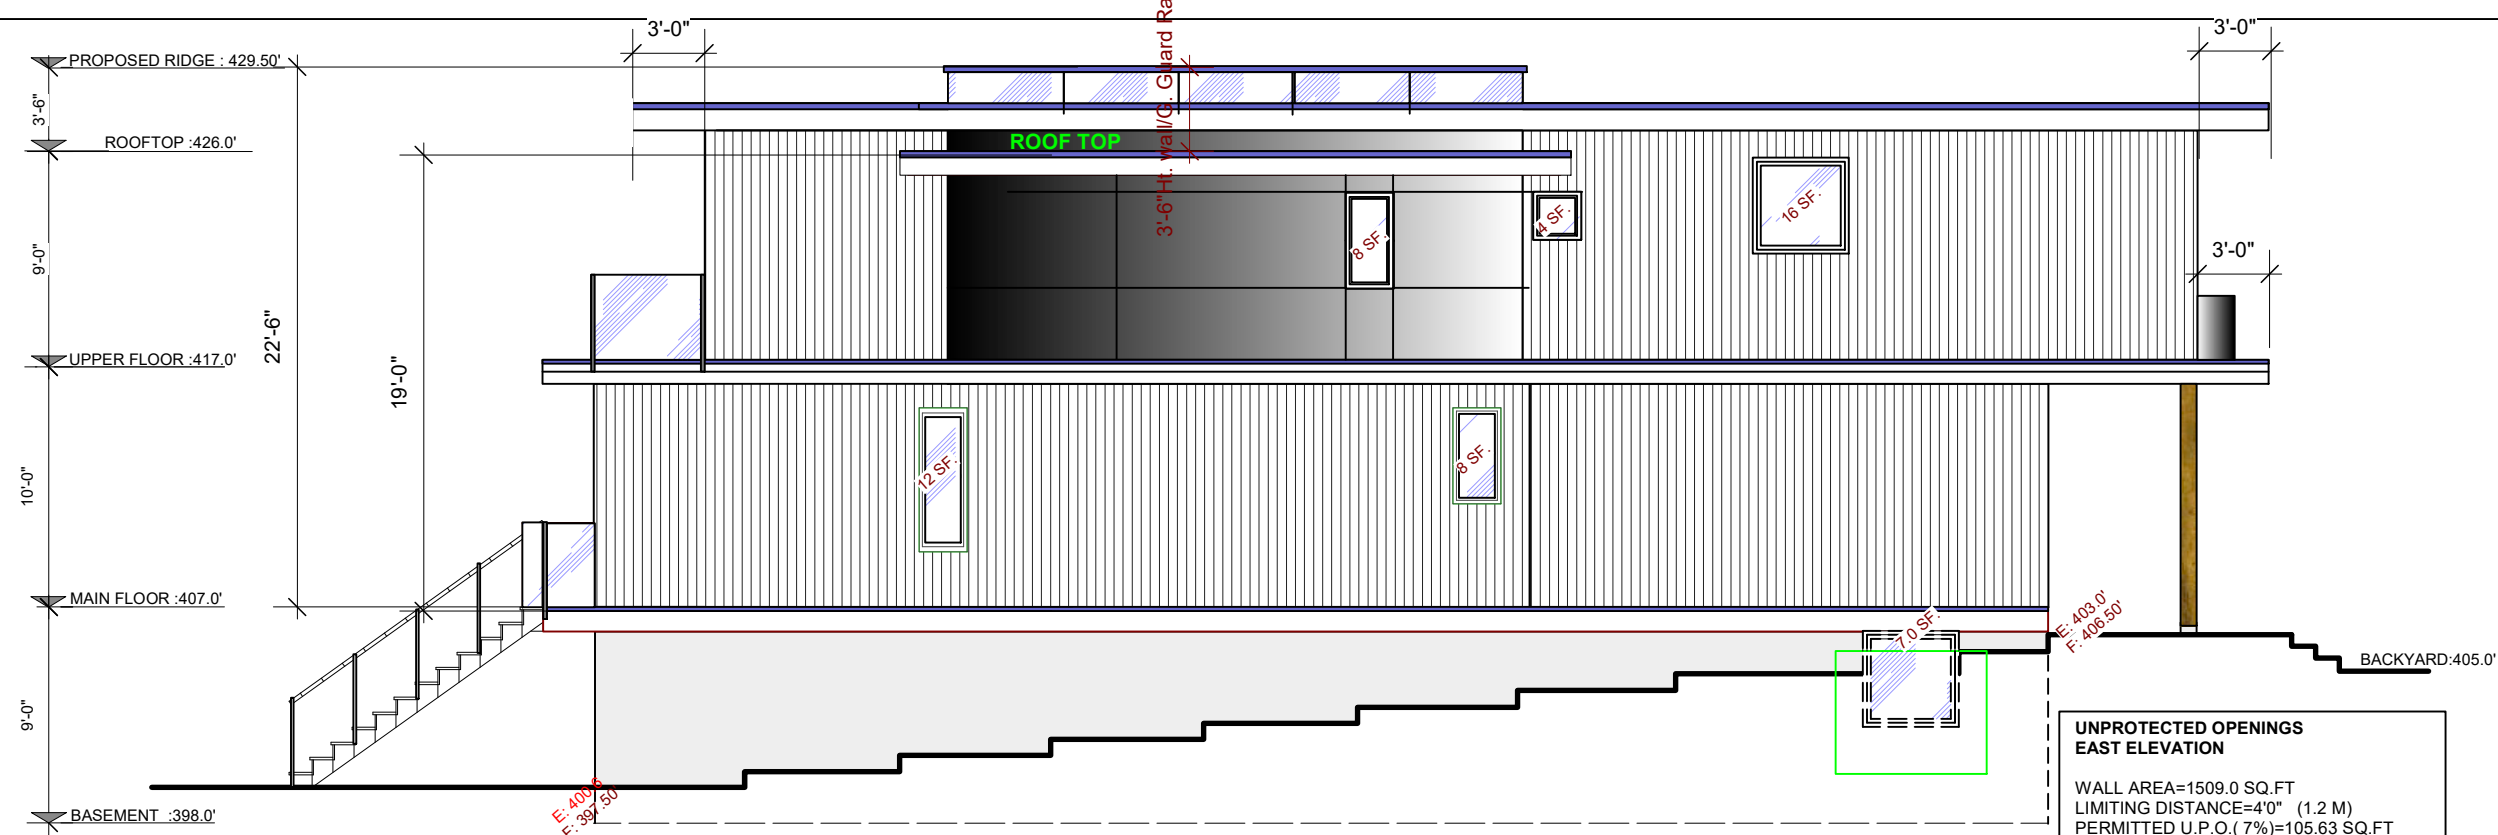 3'-0"
3'-0"
PROPOSED RIDGE : 429.50'
3'-6"
ROOFTOP :426.0'
ROOF TOP
3'-6"Ht. wall/G. Guard Ra
16 SF.
4 SF.
8 SF.
9'-0"
3'-0"
22'-6"
UPPER FLOOR :417.0'
19'-0"
12 SF.
8 SF.
10'-0"
MAIN FLOOR :407.0'
7.0 SF.
E: 403.0'
F: 406.50'
BACKYARD:405.0'
9'-0"
UNPROTECTED OPENINGS
EAST ELEVATION
WALL AREA=1509.0 SQ.FT
LIMITING DISTANCE=4'0" (1.2 M)
PERMITTED U.P.O.( 7%)=105.63 SQ.FT
E: 400.6
F: 397.50'
BASEMENT :398.0'